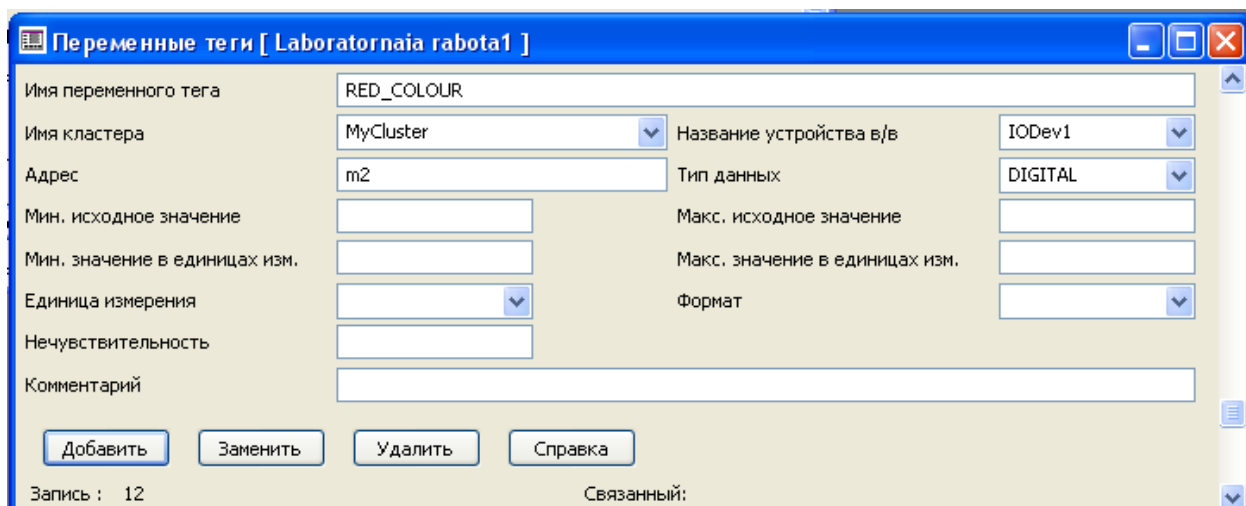 Переменные теги [ Laboratornaia rabota1 ]
Имя переменного тега RED_COLOUR
Имя кластера MyCluster Название устройства в/в IODev1
Адрес m2 Тип данных DIGITAL
Мин. исходное значение Макс. исходное значение
Мин. значение в единицах изм. Макс. значение в единицах изм.
Единица измерения Формат
Нечувствительность
Комментарий
Добавить Заменить Удалить Справка
Запись : 12 Связанный: